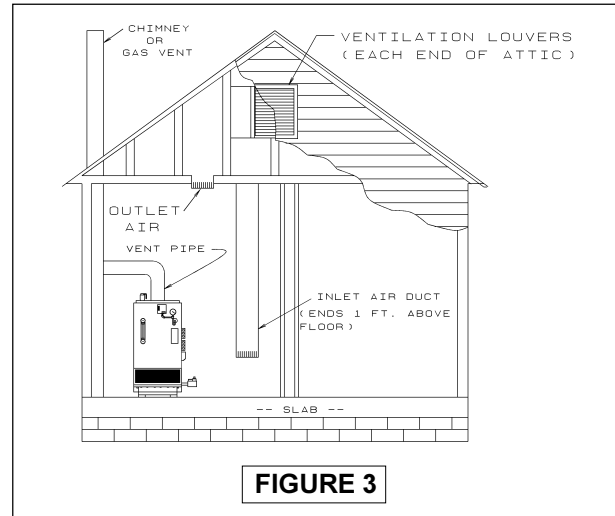 CHIMNEY
OR
GAS VENT
VENTILATION LOUVERS
(EACH END OF ATTIC)
OUTLET
AIR
VENT PIPE
INLET AIR DUCT
(ENDS 1 FT. ABOVE
FLOOR)
-- SLAB --
FIGURE 3